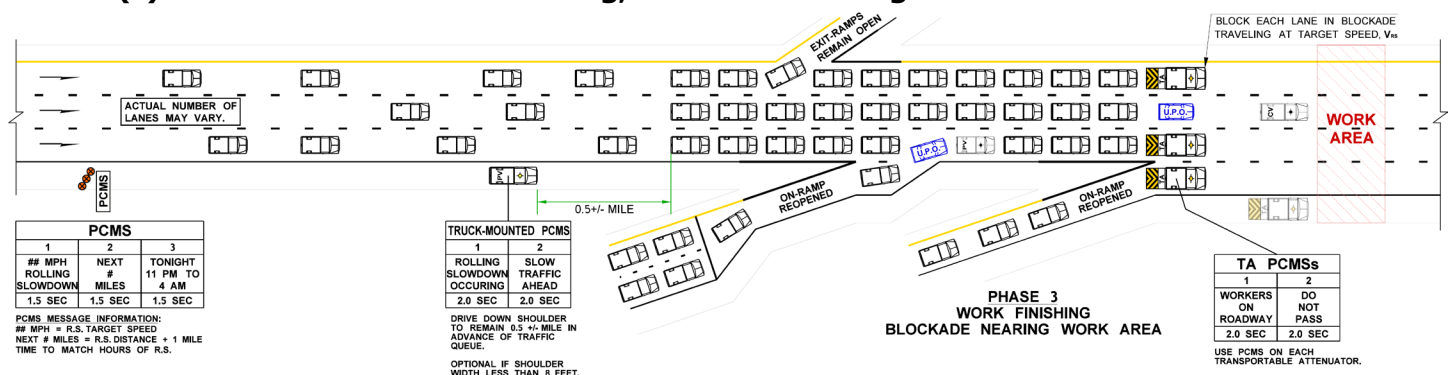 BLOCK EACH LANE IN BLOCKADE
TRAVELING AT TARGET SPEED, VRS
EXIT-RAMPS
REMAIN OPEN
ACTUAL NUMBER OF
LANES MAY VARY.
TA
U.P.O.
CV
WORK
AREA
TA
TA
U.P.O.
PV
PV
PCMS
0.5+/- MILE
ON-RAMP
REOPENED
ON-RAMP
REOPENED
PCMS
1 2 3
## MPH
ROLLING
SLOWDOWN
NEXT
#
MILES
TONIGHT
11 PM TO
4 AM
1.5 SEC 1.5 SEC 1.5 SEC
PCMS MESSAGE INFORMATION:
## MPH = R.S. TARGET SPEED
NEXT # MILES = R.S. DISTANCE + 1 MILE
TIME TO MATCH HOURS OF R.S.
TRUCK-MOUNTED PCMS
1 2
ROLLING
SLOWDOWN
OCCURING
SLOW
TRAFFIC
AHEAD
2.0 SEC 2.0 SEC
DRIVE DOWN SHOULDER
TO REMAIN 0.5 +/- MILE IN
ADVANCE OF TRAFFIC
QUEUE.
OPTIONAL IF SHOULDER
WIDTH LESS THAN 8 FEET.
PHASE 3
WORK FINISHING
BLOCKADE NEARING WORK AREA
TA PCMSs
1 2
WORKERS
ON
ROADWAY
DO
NOT
PASS
2.0 SEC 2.0 SEC
USE PCMS ON EACH
TRANSPORTABLE ATTENUATOR.